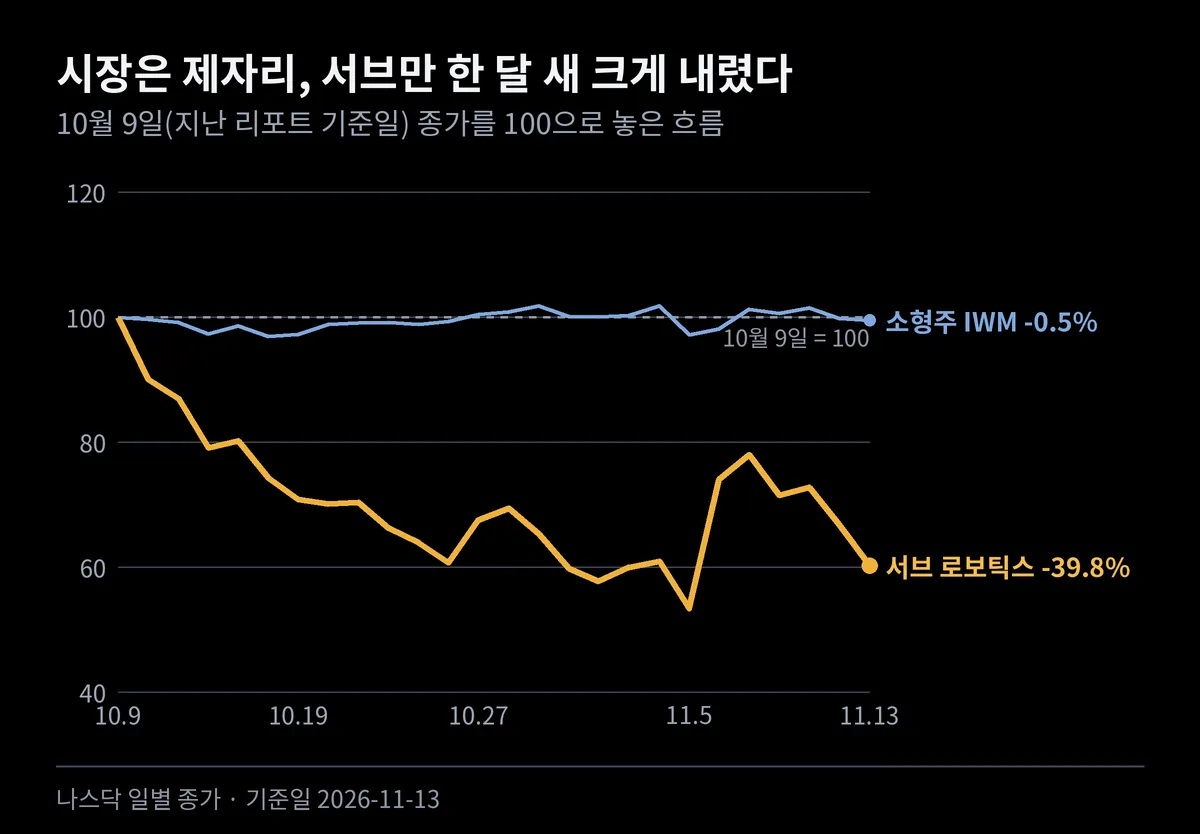 시장은 제자리, 서브만 한 달 새 크게 내렸다
10월 9일(지난 리포트 기준일) 종가를 100으로 놓은 흐름
120
100
소형주 IWM -0.5%
10월 9일 = 100
80
60
서브 로보틱스 -39.8%
40
10.9 10.19 10.27 11.5 11.13
나스닥 일별 종가 · 기준일 2026-11-13